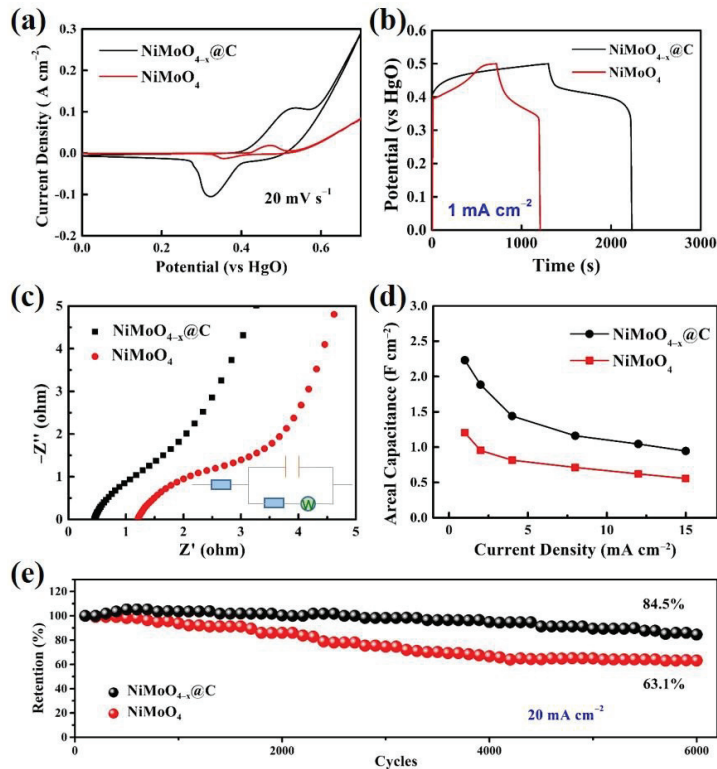 (a)
NiMoO4−x@C
NiMoO4
20 mV s−1
Current Density ( A cm−2)
0.3
0.2
0.1
0.0
-0.1
-0.2
0.0 0.2 0.4 0.6
Potential (vs HgO)
(b)
NiMoO4−x@C
NiMoO4
1 mA cm−2
Potential (vs HgO)
0.6
0.5
0.4
0.3
0.2
0.1
0.0
0 1000 2000 3000
Time (s)
(c)
NiMoO4−x@C
NiMoO4
W
−Z'' (ohm)
5
4
3
2
1
0
0 1 2 3 4 5
Z' (ohm)
(d)
NiMoO4−x@C
NiMoO4
Areal Capacitance (F cm−2)
3.0
2.5
2.0
1.5
1.0
0.5
0.0
0 5 10 15
Current Density (mA cm−2)
(e)
84.5%
63.1%
NiMoO4−x@C
NiMoO4
20 mA cm−2
Retention (%)
120
100
80
60
40
20
0
0 2000 4000 6000
Cycles